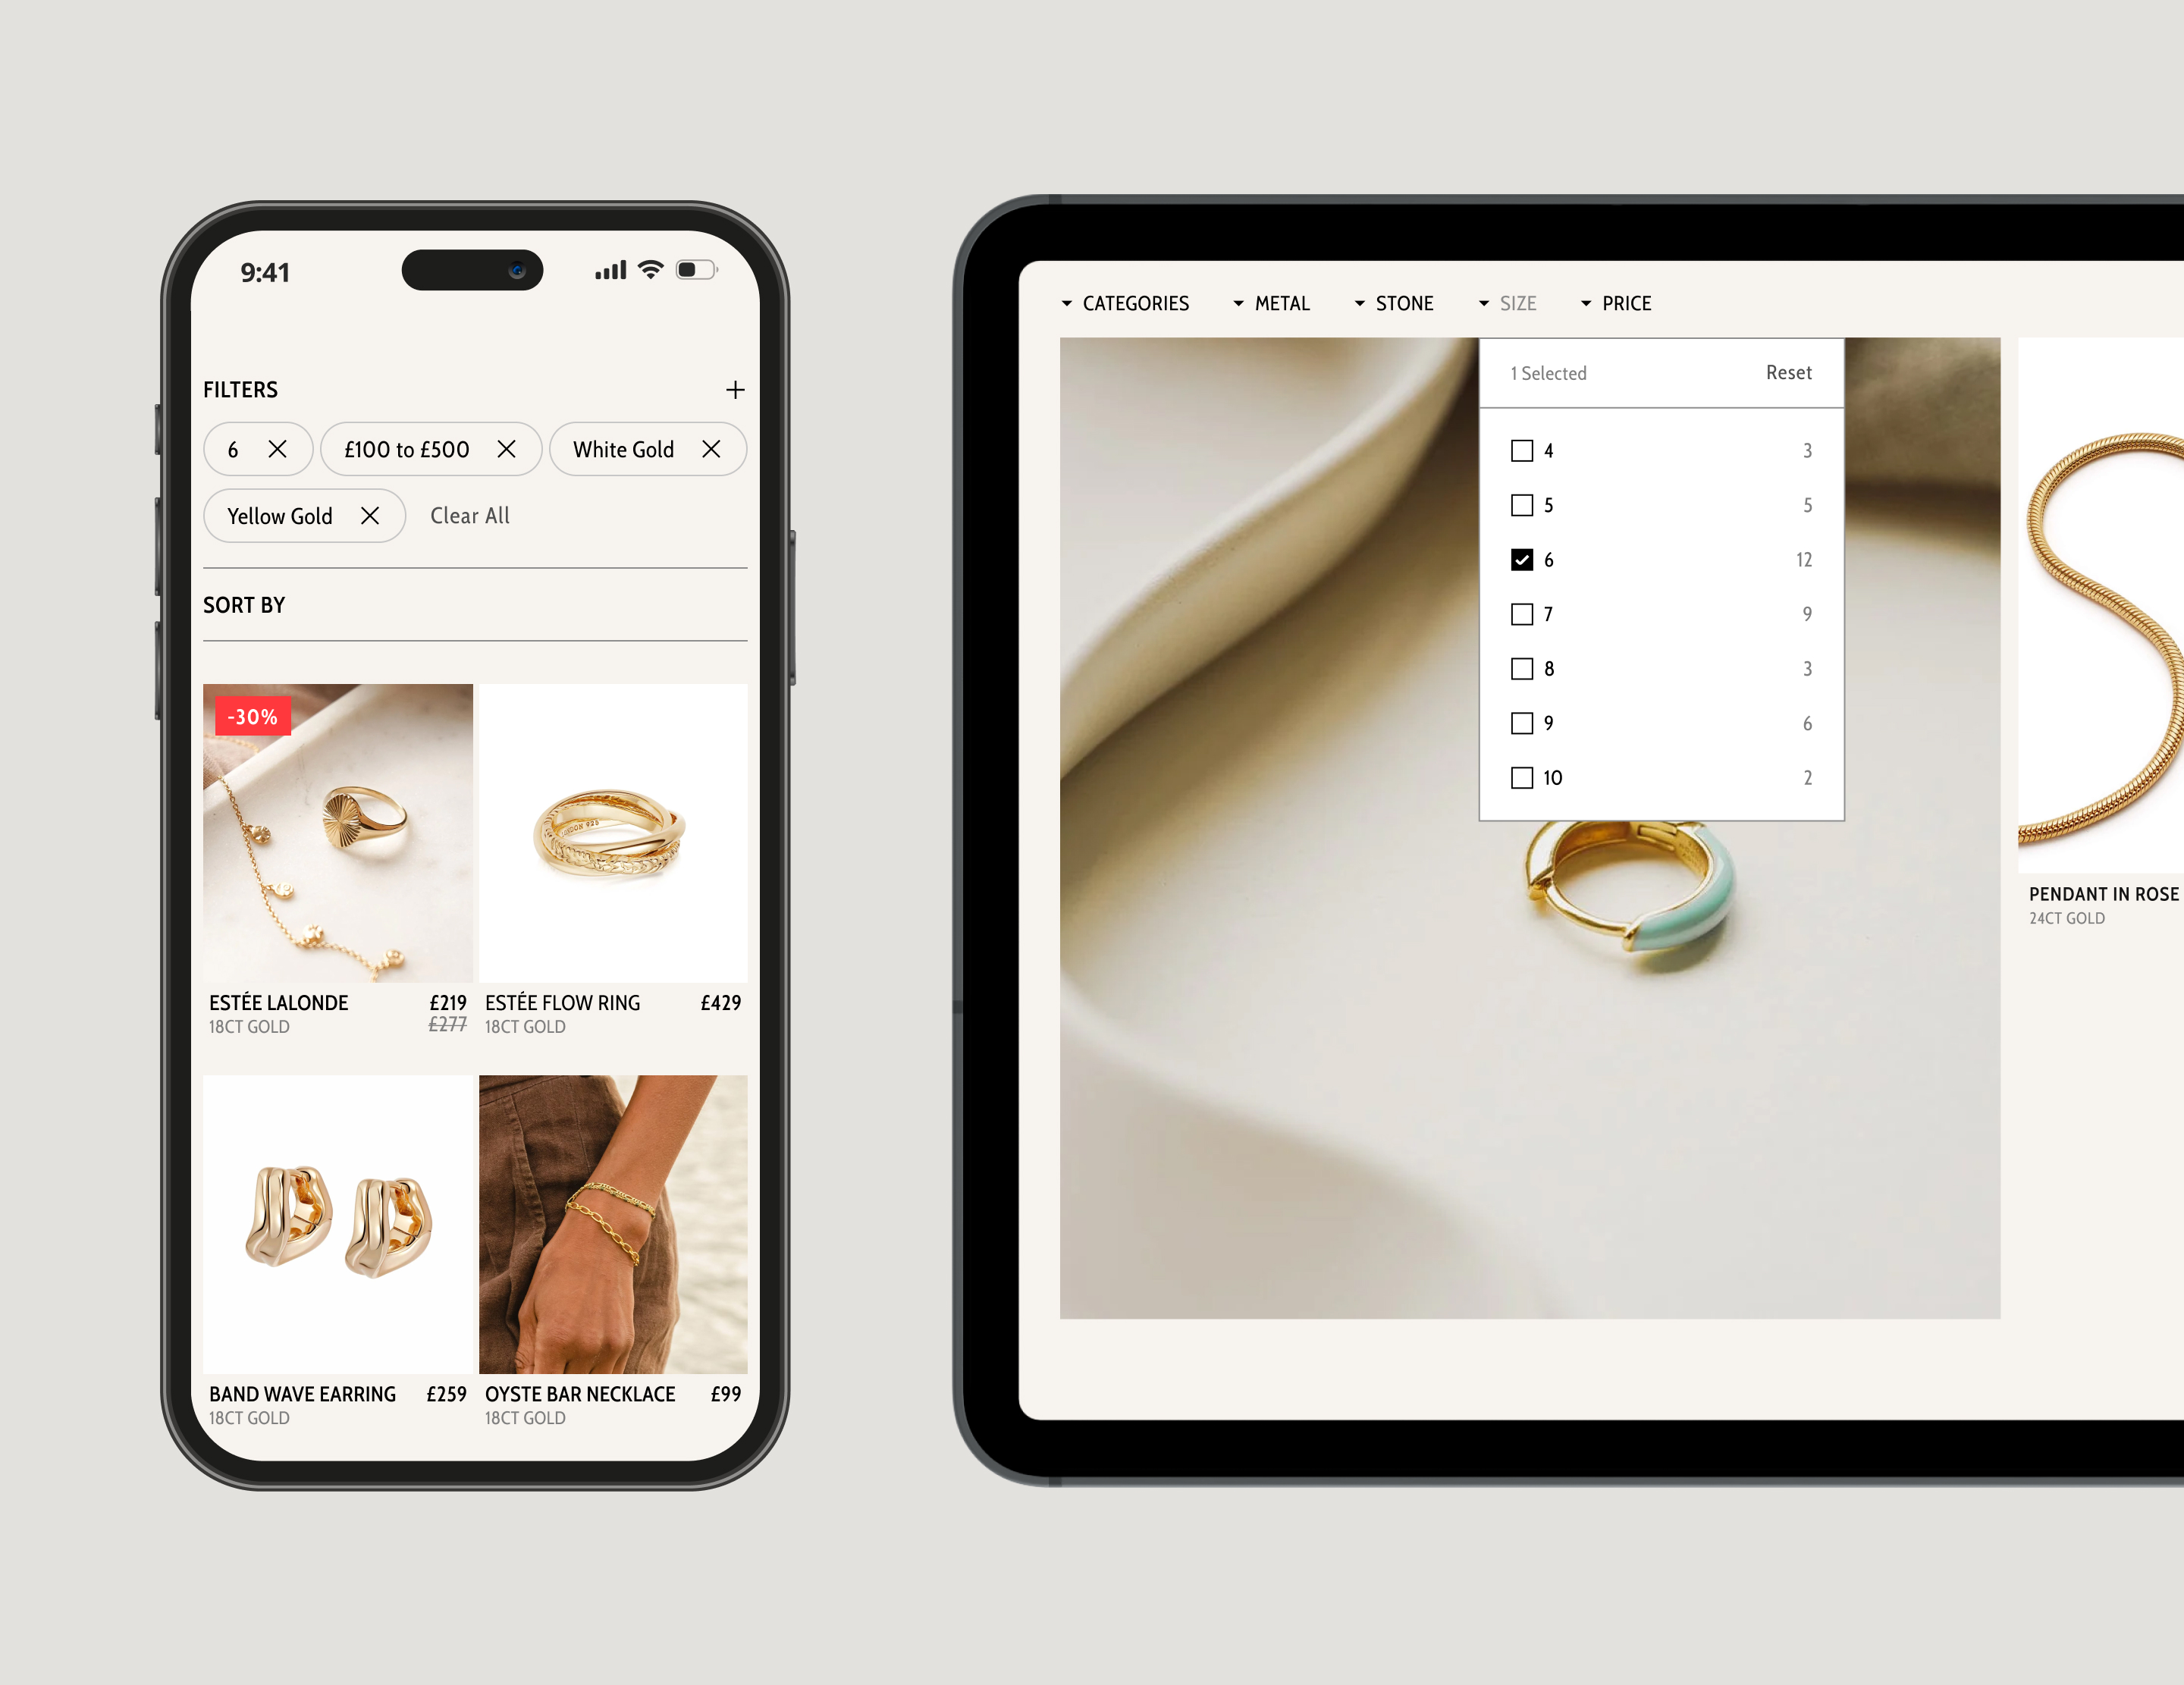 9:41
FILTERS
6
£100 to £500
White Gold
Yellow Gold
Clear All
SORT BY
-30%
LONDON 925
ESTÉE LALONDE £219
18CT GOLD £277
ESTÉE FLOW RING £429
18CT GOLD
BAND WAVE EARRING £259
18CT GOLD
OYSTE BAR NECKLACE £99
18CT GOLD
CATEGORIES METAL STONE SIZE PRICE
1 Selected Reset
4 3
5 5
6 12
7 9
8 3
9 6
10 2
PENDANT IN ROSE
24CT GOLD